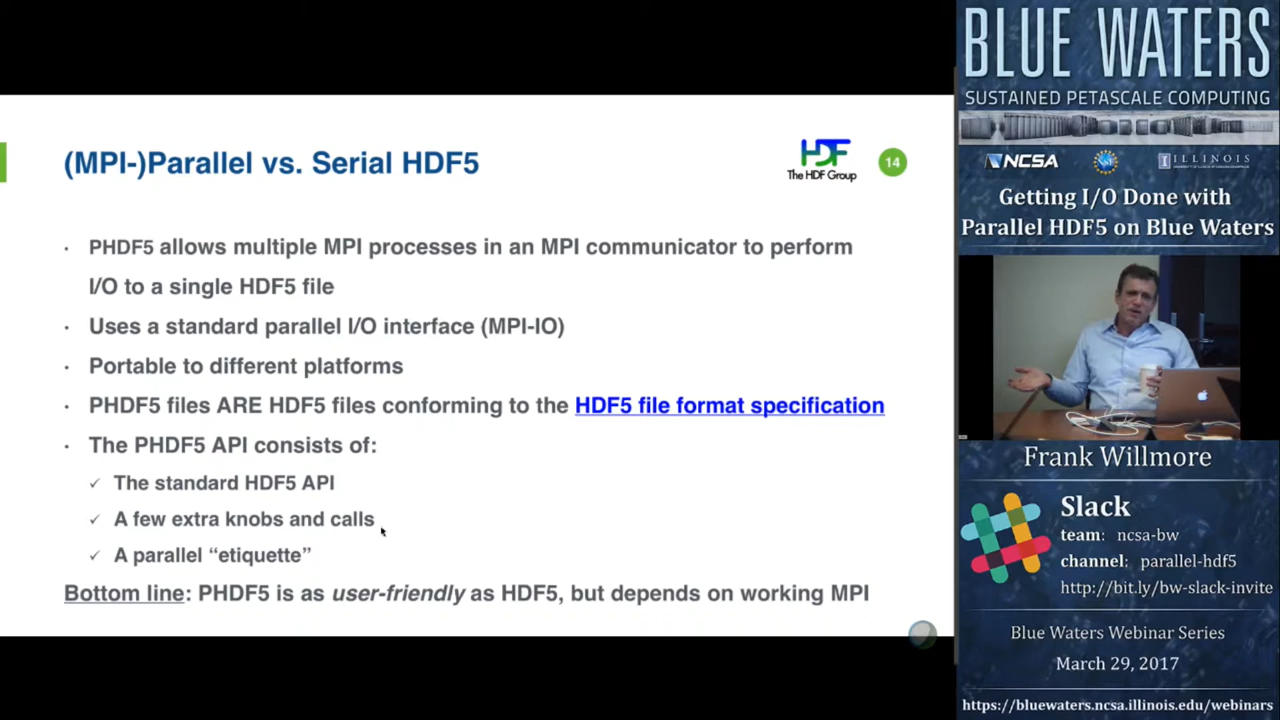 (MPI-)Parallel vs. Serial HDF5
HDF
The HDF Group
14
· PHDF5 allows multiple MPI processes in an MPI communicator to perform
I/O to a single HDF5 file
· Uses a standard parallel I/O interface (MPI-IO)
· Portable to different platforms
· PHDF5 files ARE HDF5 files conforming to the HDF5 file format specification
· The PHDF5 API consists of:
✓ The standard HDF5 API
✓ A few extra knobs and calls
✓ A parallel “etiquette”
Bottom line: PHDF5 is as user-friendly as HDF5, but depends on working MPI
BLUE WATERS
SUSTAINED PETASCALE COMPUTING
NCSA
ILLINOIS
Getting I/O Done with
Parallel HDF5 on Blue Waters
Frank Willmore
Slack
team: ncsa-bw
channel: parallel-hdf5
http://bit.ly/bw-slack-invite
Blue Waters Webinar Series
March 29, 2017
https://bluewaters.ncsa.illinois.edu/webinars